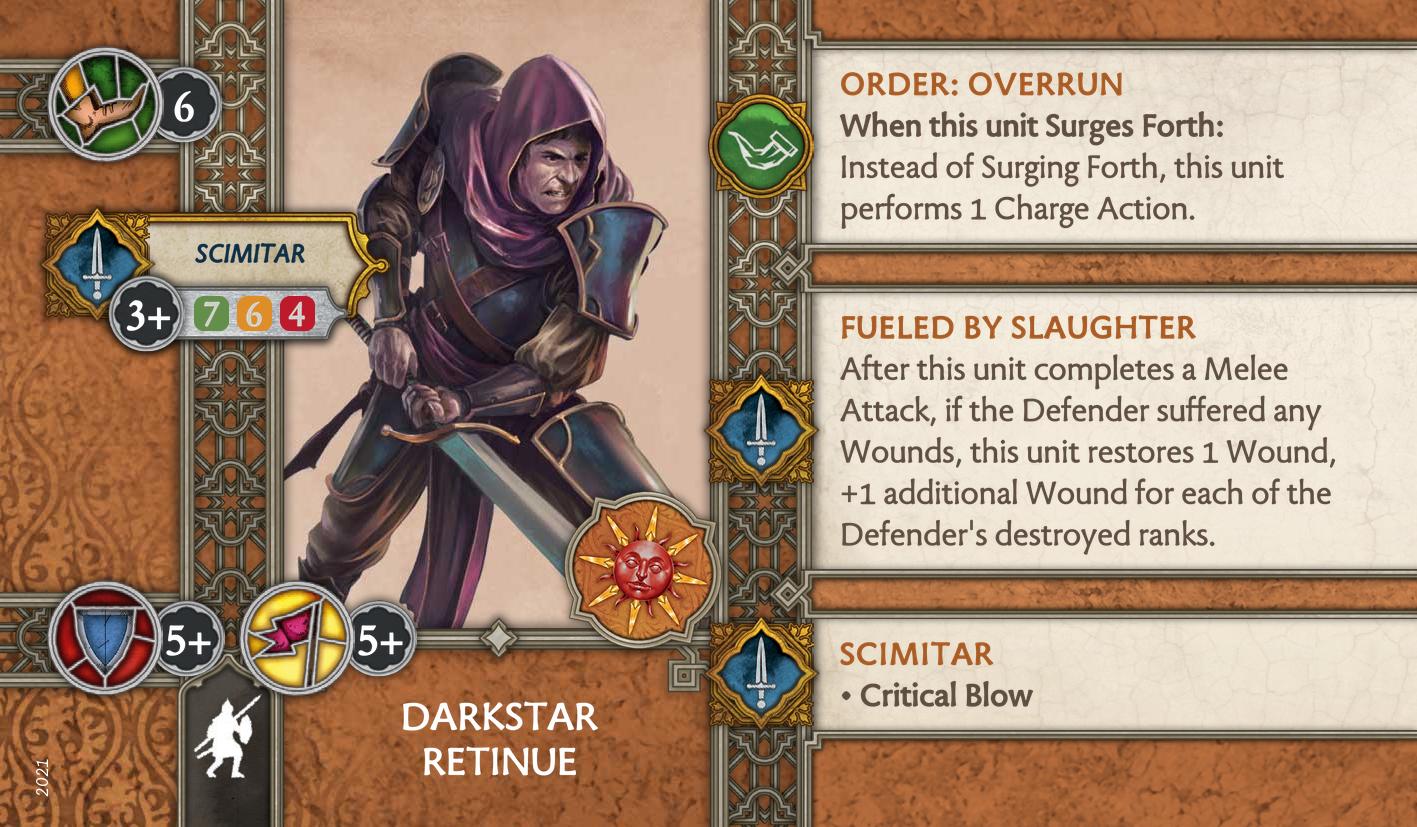 6
SCIMITAR
3+ 7 6 4
5+ 5+
DARKSTAR
RETINUE
2021
ORDER: OVERRUN
When this unit Surges Forth:
Instead of Surging Forth, this unit
performs 1 Charge Action.
FUELED BY SLAUGHTER
After this unit completes a Melee
Attack, if the Defender suffered any
Wounds, this unit restores 1 Wound,
+1 additional Wound for each of the
Defender's destroyed ranks.
SCIMITAR
• Critical Blow